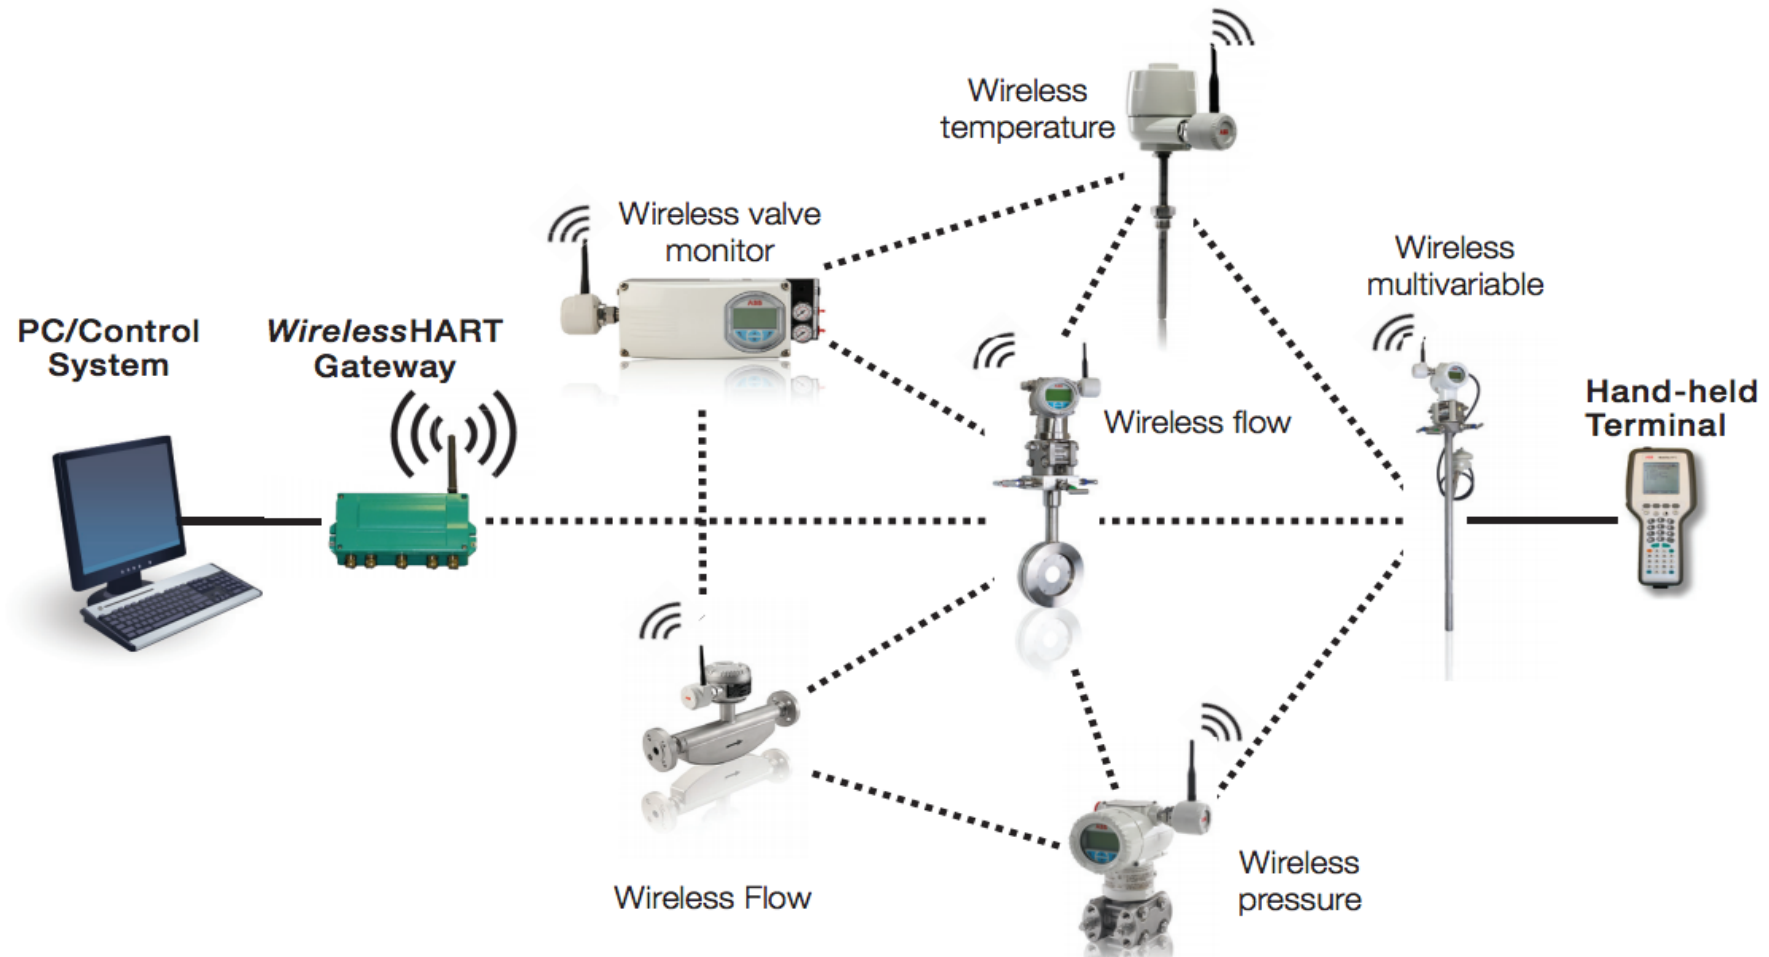 Wireless
temperature
Wireless valve
monitor
Wireless
multivariable
PC/Control
System
WirelessHART
Gateway
Wireless flow
Hand-held
Terminal
Wireless Flow
Wireless
pressure
ABB